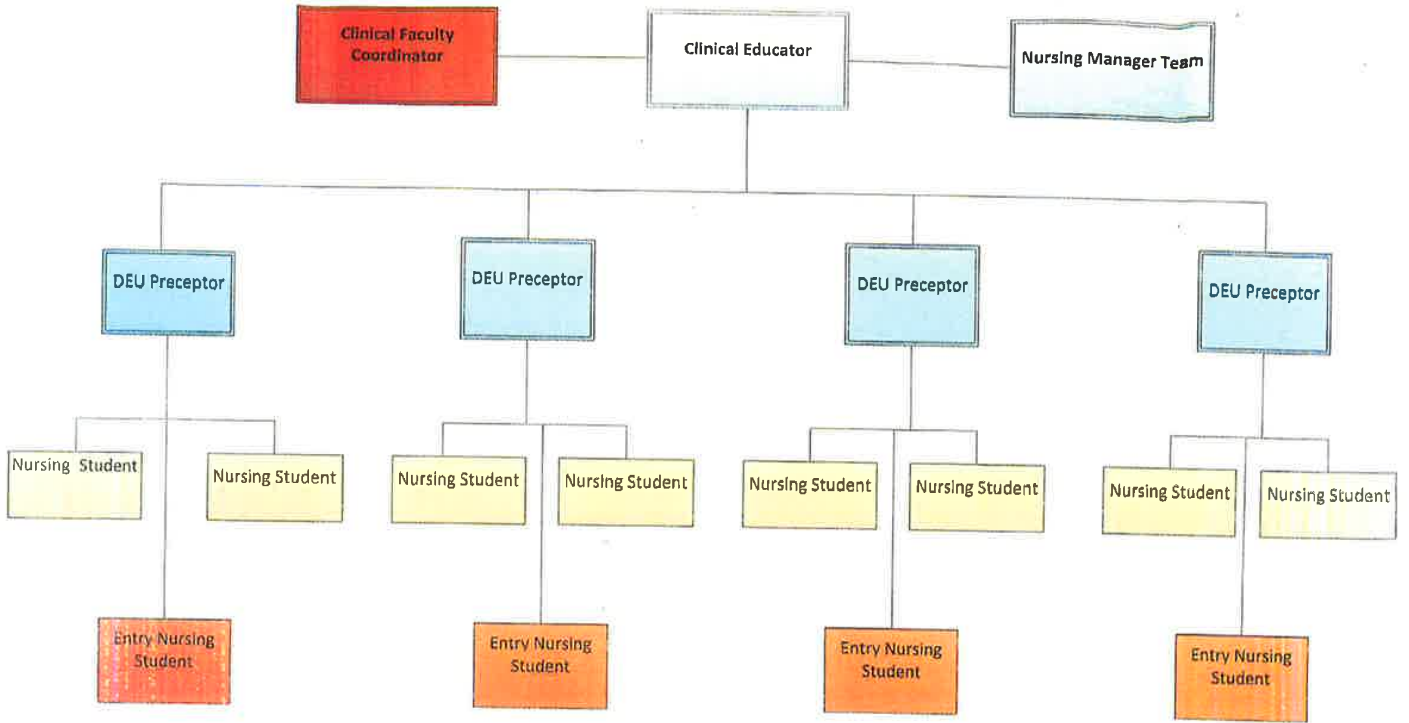 Clinical Faculty
Coordinator
Clinical Educator
Nursing Manager Team
DEU Preceptor
DEU Preceptor
DEU Preceptor
DEU Preceptor
Nursing Student
Nursing Student
Nursing Student
Nursing Student
Nursing Student
Nursing Student
Nursing Student
Nursing Student
Entry Nursing
Student
Entry Nursing
Student
Entry Nursing
Student
Entry Nursing
Student